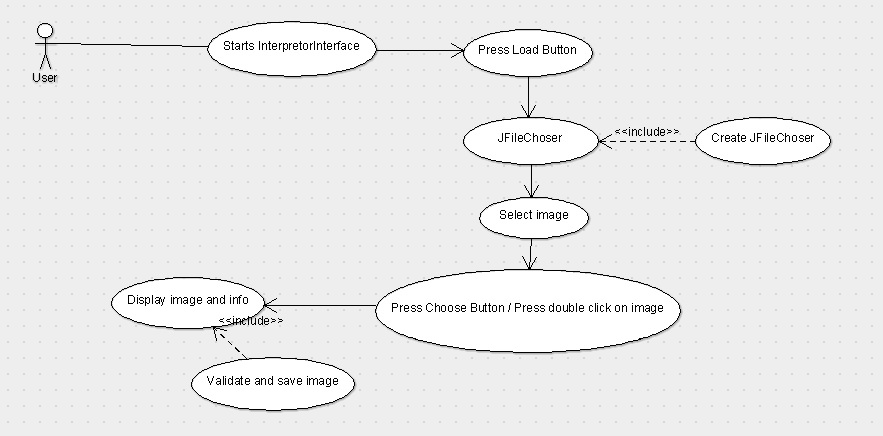 Starts InterpretorInterface
Press Load Button
User
JFileChoser
<<include>>
Create JFileChoser
Select image
Display image and info
Press Choose Button / Press double click on image
<<include>>
Validate and save image